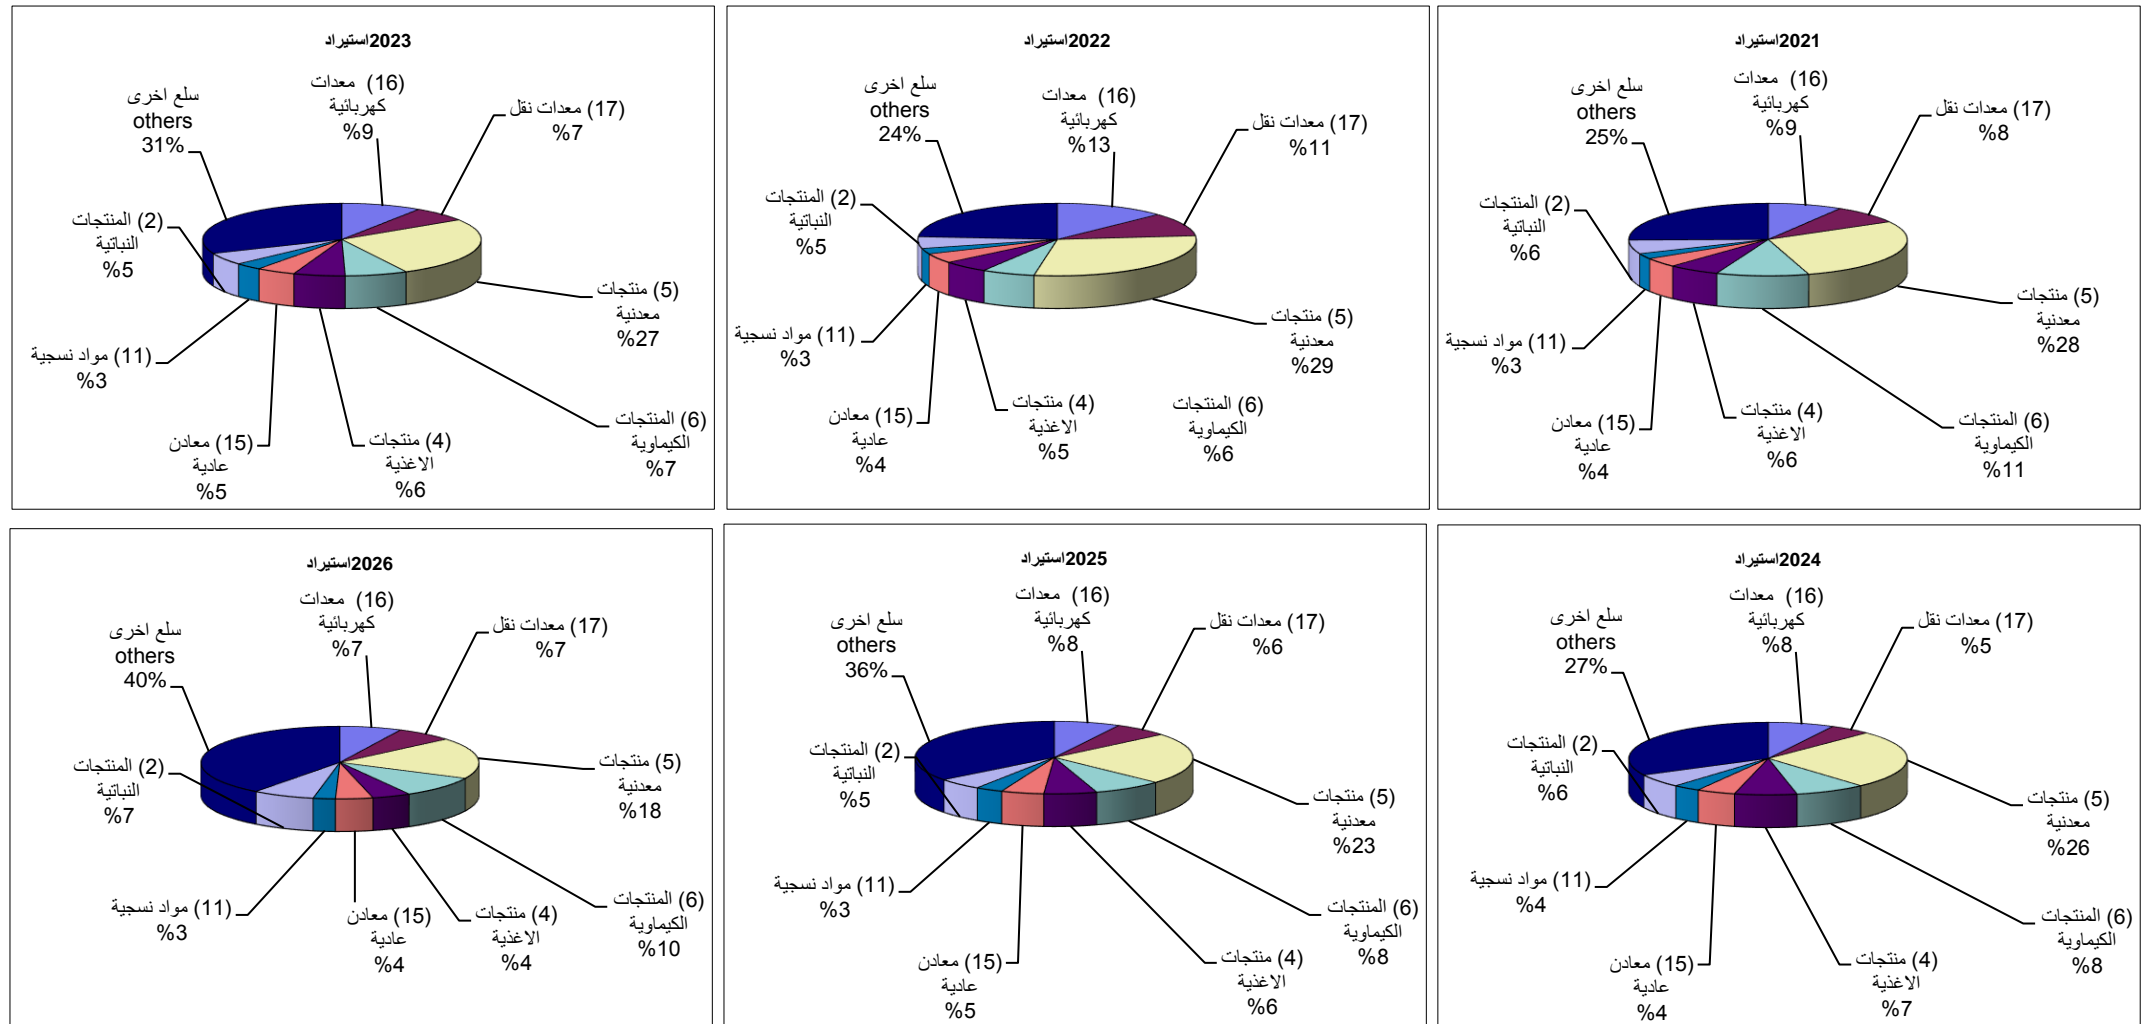 استيراد2021
(16) معدات
كهربائية
%9
(17) معدات نقل
%8
(5) منتجات
معدنية
%28
(6) المنتجات
الكيماوية
%11
(4) منتجات
الاغذية
%6
(15) معادن
عادية
%4
(11) مواد نسجية
%3
(2) المنتجات
النباتية
%6
سلع اخرى
others
25%
استيراد2022
(16) معدات
كهربائية
%13
(17) معدات نقل
%11
(5) منتجات
معدنية
%29
(6) المنتجات
الكيماوية
%6
(4) منتجات
الاغذية
%5
(15) معادن
عادية
%4
(11) مواد نسجية
%3
(2) المنتجات
النباتية
%5
سلع اخرى
others
24%
استيراد2023
(16) معدات
كهربائية
%9
(17) معدات نقل
%7
(5) منتجات
معدنية
%27
(6) المنتجات
الكيماوية
%7
(4) منتجات
الاغذية
%6
(15) معادن
عادية
%5
(11) مواد نسجية
%3
(2) المنتجات
النباتية
%5
سلع اخرى
others
31%
استيراد2024
(16) معدات
كهربائية
%8
(17) معدات نقل
%5
(5) منتجات
معدنية
%26
(6) المنتجات
الكيماوية
%8
(4) منتجات
الاغذية
%7
(15) معادن
عادية
%4
(11) مواد نسجية
%4
(2) المنتجات
النباتية
%6
سلع اخرى
others
27%
استيراد2025
(16) معدات
كهربائية
%8
(17) معدات نقل
%6
(5) منتجات
معدنية
%23
(6) المنتجات
الكيماوية
%8
(4) منتجات
الاغذية
%6
(15) معادن
عادية
%5
(11) مواد نسجية
%3
(2) المنتجات
النباتية
%5
سلع اخرى
others
36%
استيراد2026
(16) معدات
كهربائية
%7
(17) معدات نقل
%7
(5) منتجات
معدنية
%18
(6) المنتجات
الكيماوية
%10
(4) منتجات
الاغذية
%4
(15) معادن
عادية
%4
(11) مواد نسجية
%3
(2) المنتجات
النباتية
%7
سلع اخرى
others
40%